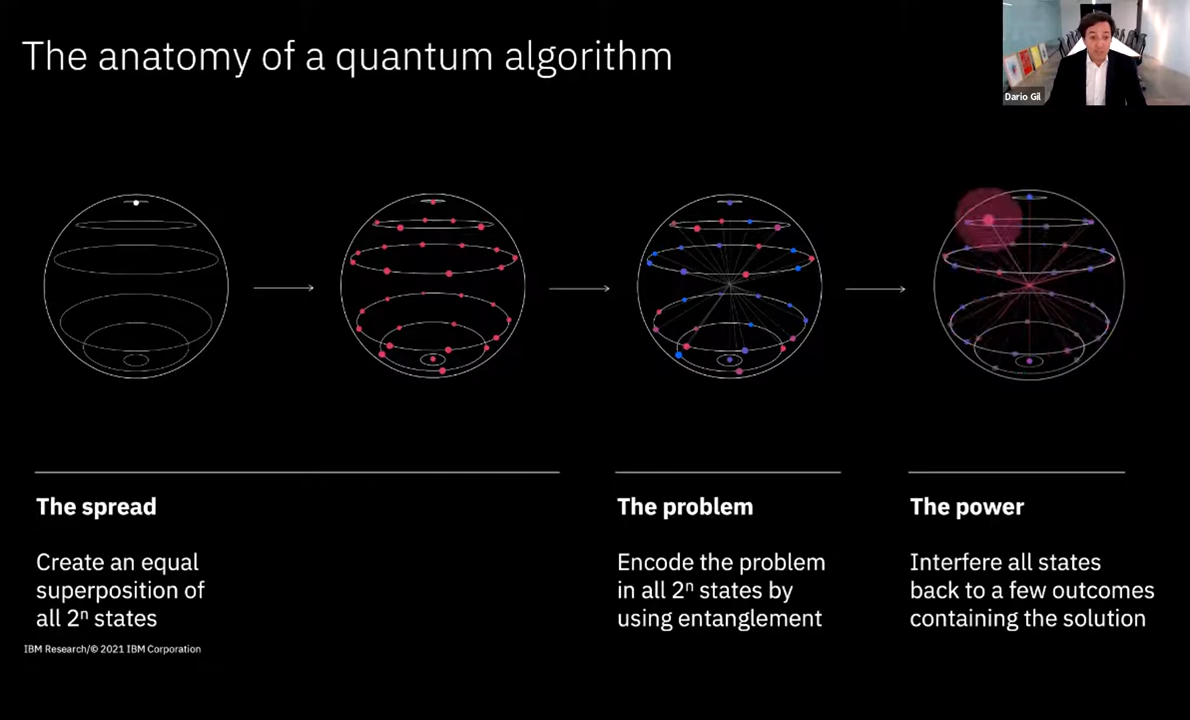 The anatomy of a quantum algorithm
Dario Gil
The spread
Create an equal
superposition of
all 2ⁿ states
The problem
Encode the problem
in all 2ⁿ states by
using entanglement
The power
Interfere all states
back to a few outcomes
containing the solution
IBM Research/© 2021 IBM Corporation